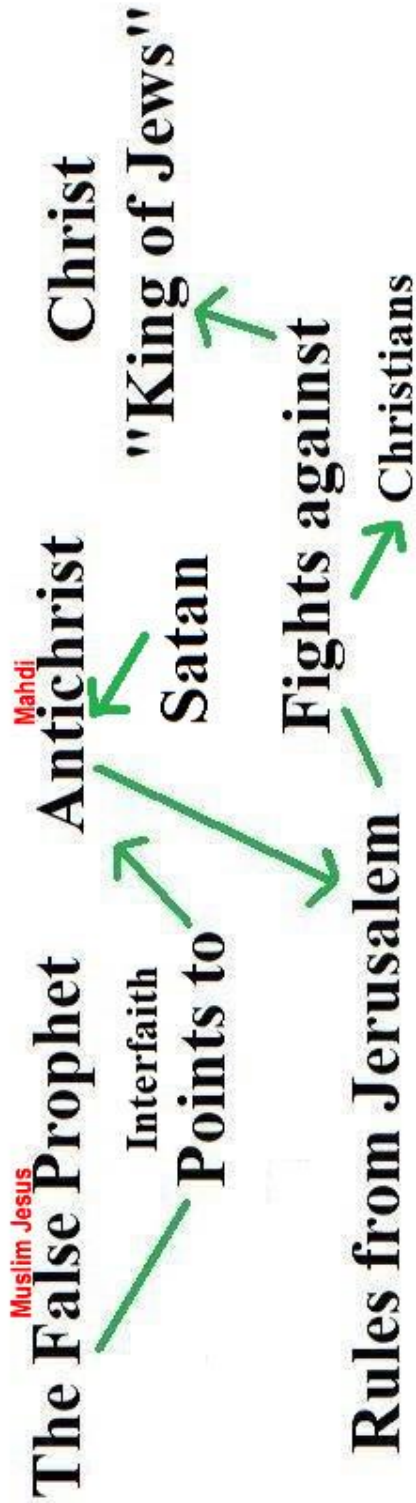 Muslim Jesus
Mahdi
The False Prophet
Antichrist
Christ
"King of Jews"
Interfaith
Points to
Satan
Rules from Jerusalem
Fights against
Christians